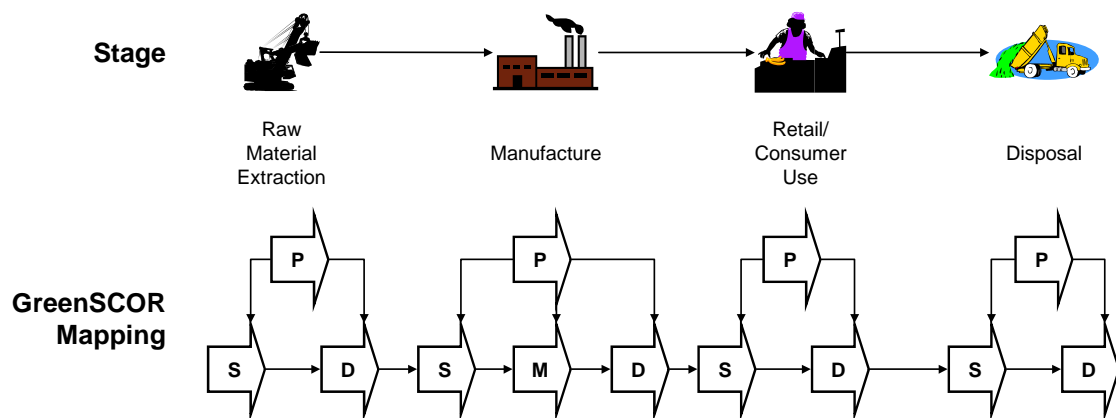 Stage
Raw
Material
Extraction
Manufacture
Retail/
Consumer
Use
Disposal
GreenSCOR
Mapping
P
P
P
P
S
D
S
M
D
S
D
S
D